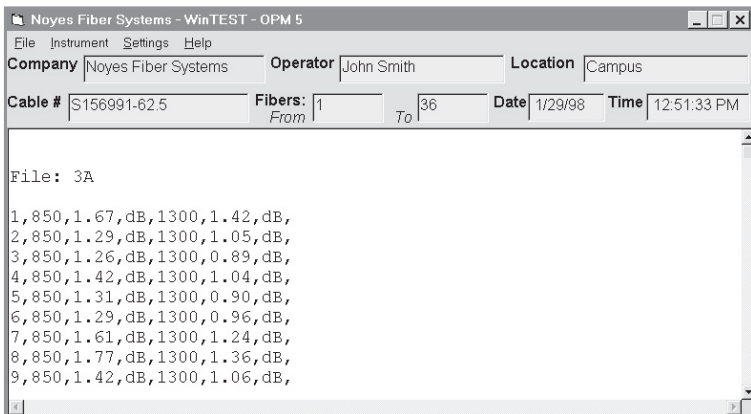 Noyes Fiber Systems - WinTEST - OPM 5
File Instrument Settings Help
Company Noyes Fiber Systems Operator John Smith Location Campus
Cable # S156991-62.5 Fibers: From 1 To 36 Date 1/29/98 Time 12:51:33 PM
File: 3A
1,850,1.67,dB,1300,1.42,dB,
2,850,1.29,dB,1300,1.05,dB,
3,850,1.26,dB,1300,0.89,dB,
4,850,1.42,dB,1300,1.04,dB,
5,850,1.31,dB,1300,0.90,dB,
6,850,1.29,dB,1300,0.96,dB,
7,850,1.61,dB,1300,1.24,dB,
8,850,1.77,dB,1300,1.36,dB,
9,850,1.42,dB,1300,1.06,dB,